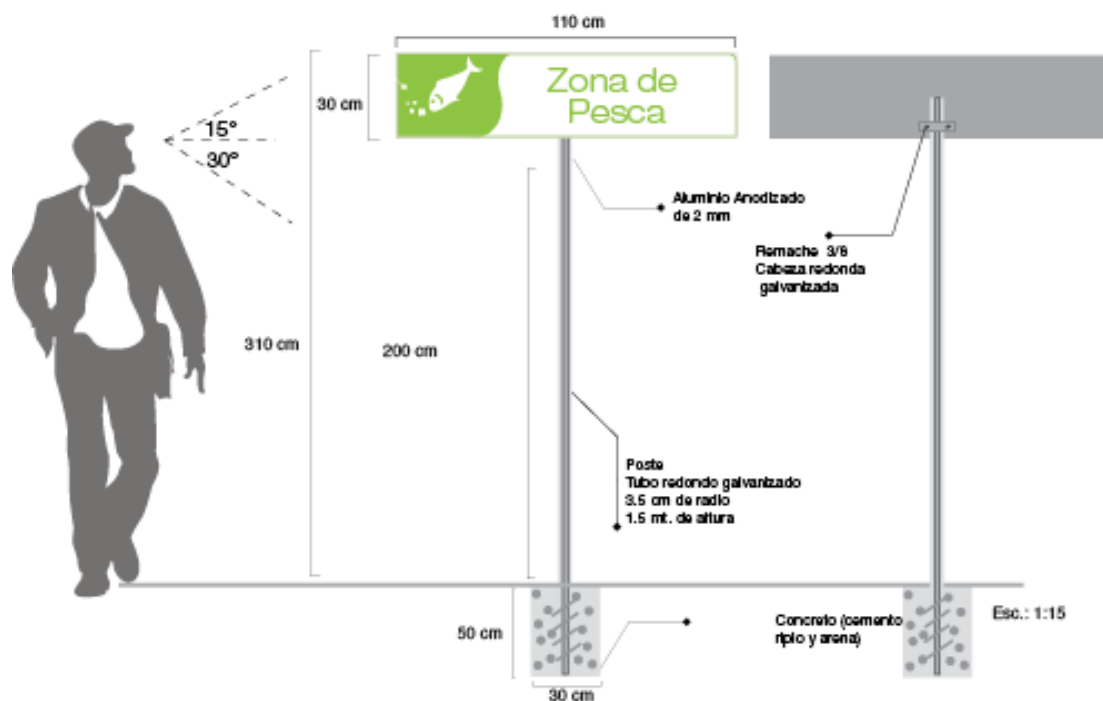 110 cm
30 cm
Zona de
Pesca
15°
30°
Aluminio Anodizado
de 2 mm
Remache 3/8
Cabeza redonda
galvanizada
310 cm
200 cm
Poste
Tubo redondo galvanizado
3.5 cm de radio
1.5 mt. de altura
50 cm
Concreto (cemento
ripio y arena)
Esc.: 1:15
30 cm